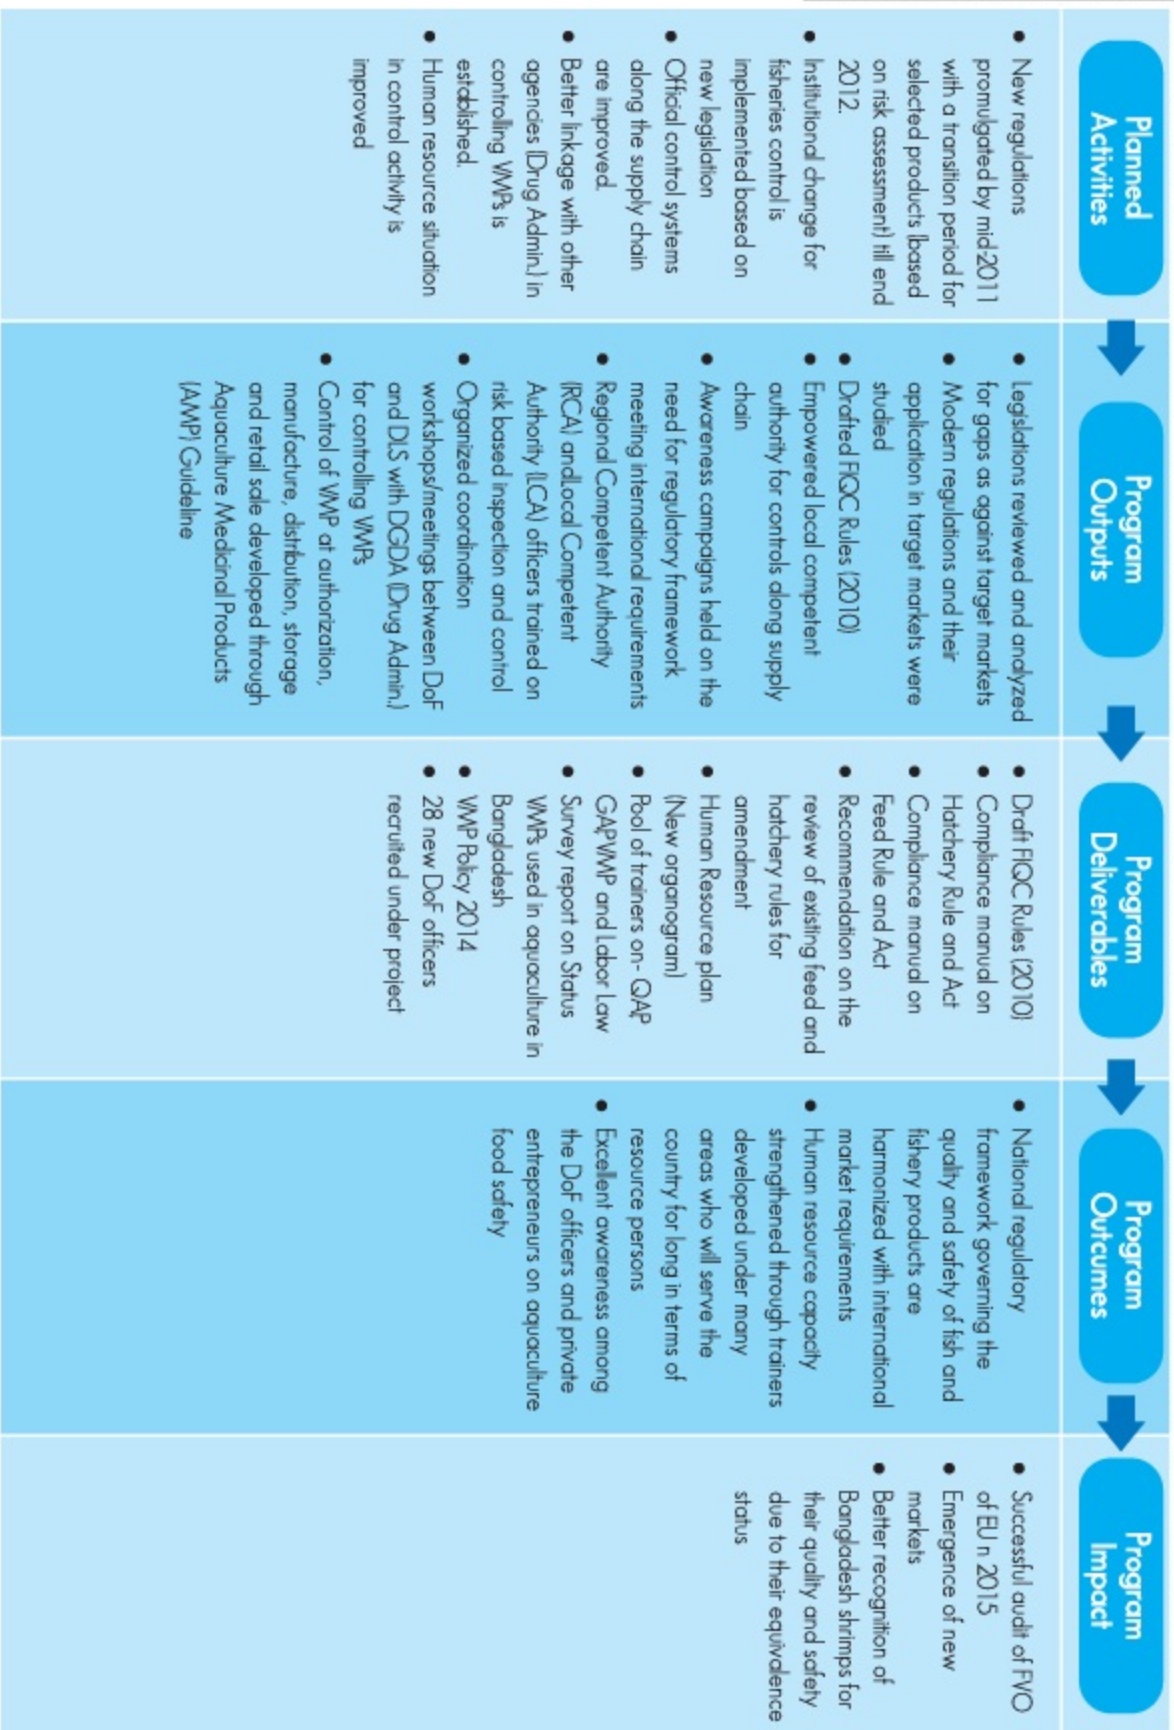 Planned
Activities
New regulations
promulgated by mid-2011
with a transition period for
selected products (based
on risk assessment) till end
2012.
Institutional change for
fisheries control is
implemented based on
new legislation
Official control systems
along the supply chain
are improved.
Better linkage with other
agencies (Drug Admin.) in
controlling VMPs is
established.
Human resource situation
in control activity is
improved
Program
Outputs
Legislations reviewed and analyzed
for gaps as against target markets
Modern regulations and their
application in target markets were
studied
Drafted FIQC Rules (2010)
Empowered local competent
authority for controls along supply
chain
Awareness campaigns held on the
need for regulatory framework
meeting international requirements
Regional Competent Authority
(RCA) andLocal Competent
Authority (LCA) officers trained on
risk based inspection and control
Organized coordination
workshops/meetings between DoF
and DLS with DGDA (Drug Admin.)
for controlling VMPs
Control of VMP at authorization,
manufacture, distribution, storage
and retail sale developed through
Aquaculture Medicinal Products
(AMP) Guideline
Program
Deliverables
Draft FIQC Rules (2010)
Compliance manual on
Hatchery Rule and Act
Compliance manual on
Feed Rule and Act
Recommendation on the
review of existing feed and
hatchery rules for
amendment
Human Resource plan
(New organogram)
Pool of trainers on- QAP
GAPVMP and Labor Law
Survey report on Status
VMPs used in aquaculture in
Bangladesh
VMP Policy 2014
28 new DoF officers
recruited under project
Program
Outcumes
National regulatory
framework governing the
quality and safety of fish and
fishery products are
harmonized with international
market requirements
Human resource capacity
strengthened through trainers
developed under many
areas who will serve the
country for long in terms of
resource persons
Excellent awareness among
the DoF officers and private
entrepreneurs on aquaculture
food safety
Program
Impact
Successful audit of FVO
of EU n 2015
Emergence of new
markets
Better recognition of
Bangladesh shrimps for
their quality and safety
due to their equivalence
status